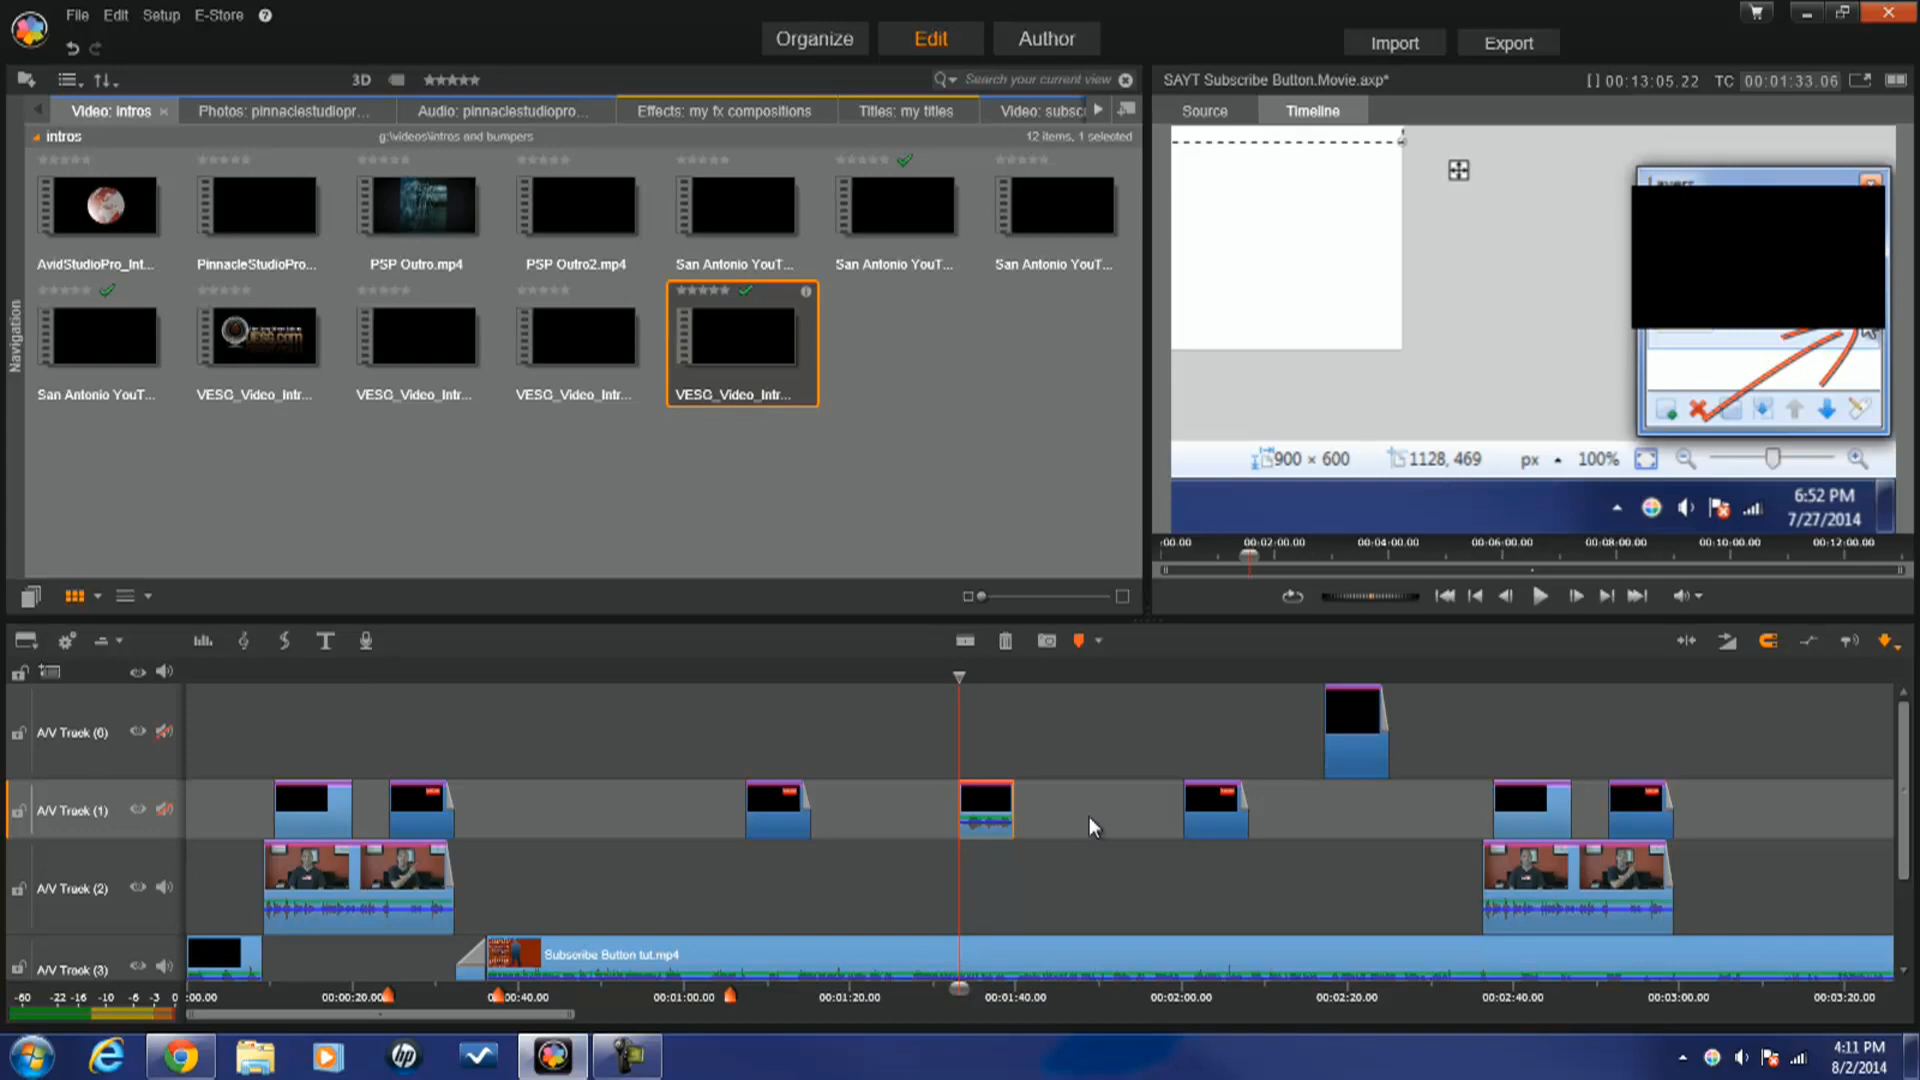 File Edit Setup E-Store ?
Organize Edit Author
Import Export
3D
Search your current view
SAYT Subscribe Button.Movie.axp*
[ ] 00:13:05.22 TC 00:01:33.06
Video: intros
Photos: pinnaclestudiopr...
Audio: pinnaclestudiopro...
Effects: my fx compositions
Titles: my titles
Video: subsc
Source Timeline
intros
g:\videos\intros and bumpers
12 items, 1 selected
AvidStudioPro_Int...
PinnacleStudioPro...
PSP Outro.mp4
PSP Outro2.mp4
San Antonio YouT...
San Antonio YouT...
San Antonio YouT...
San Antonio YouT...
VESG_Video_Intr...
VESG_Video_Intr...
VESG_Video_Intr...
VESG_Video_Intr...
Navigation
900 × 600
1128, 469
px
100%
6:52 PM
7/27/2014
:00.00 00:02:00.00 00:04:00.00 00:06:00.00 00:08:00.00 00:10:00.00 00:12:00.00
A/V Track (0)
A/V Track (1)
A/V Track (2)
A/V Track (3)
Subscribe Button tut.mp4
-60 -22 -16 -10 -6 -3 0
:00.00 00:00:20.00 00:00:40.00 00:01:00.00 00:01:20.00 00:01:40.00 00:02:00.00 00:02:20.00 00:02:40.00 00:03:00.00 00:03:20.00
hp
4:11 PM
8/2/2014